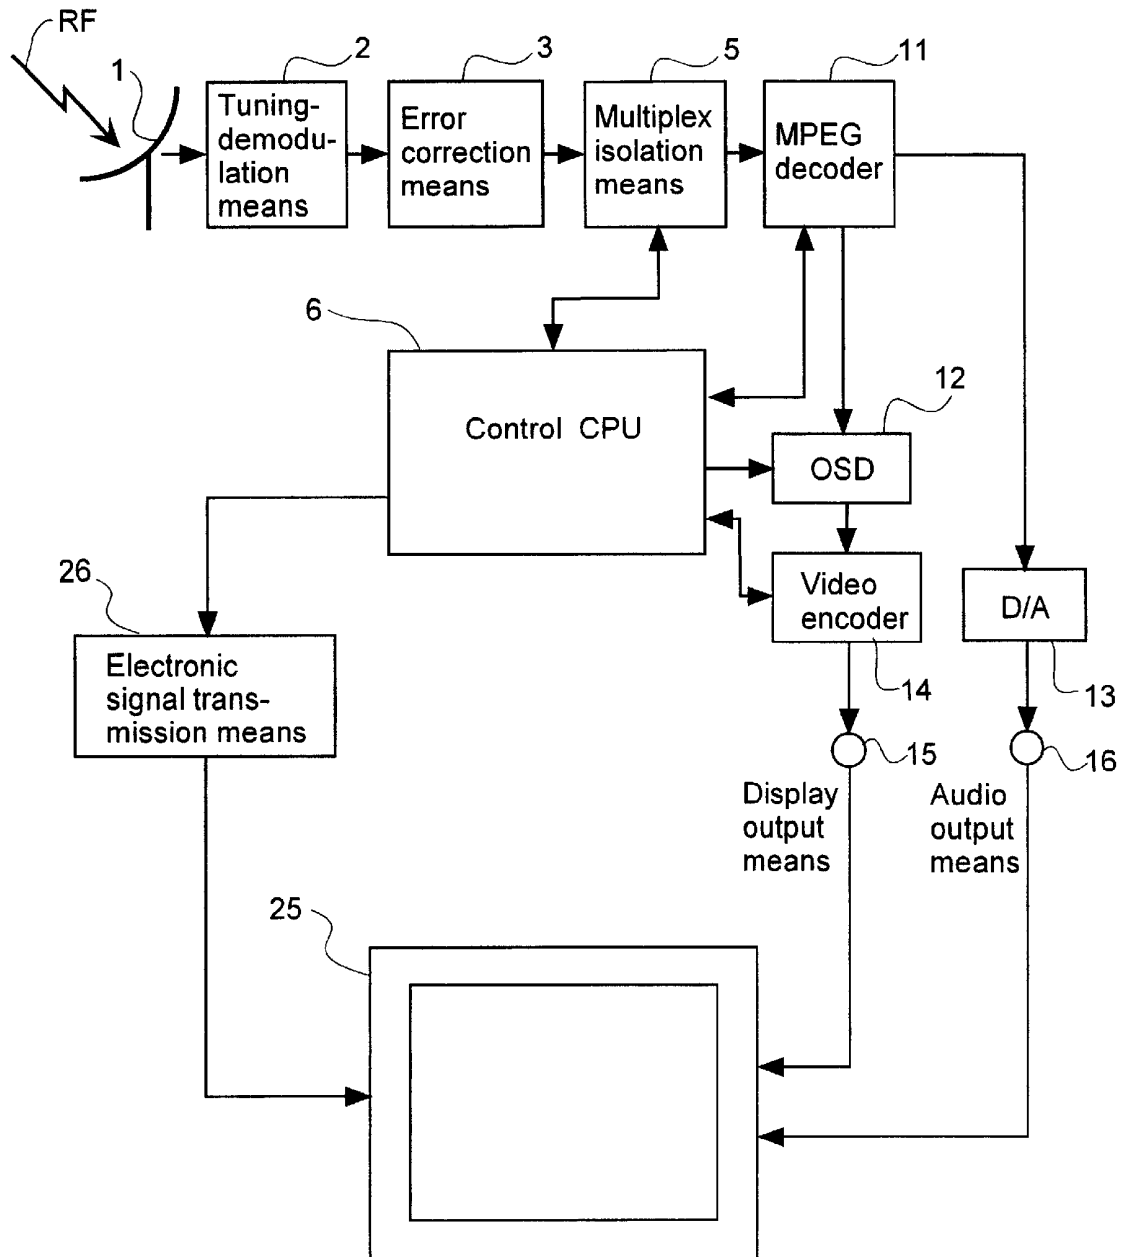 RF
1
2
3
5
11
Tuning-
demodu-
lation
means
Error
correction
means
Multiplex
isolation
means
MPEG
decoder
6
Control CPU
12
OSD
26
Video
encoder
D/A
Electronic
signal trans-
mission means
14
13
15
16
Display
output
means
Audio
output
means
25